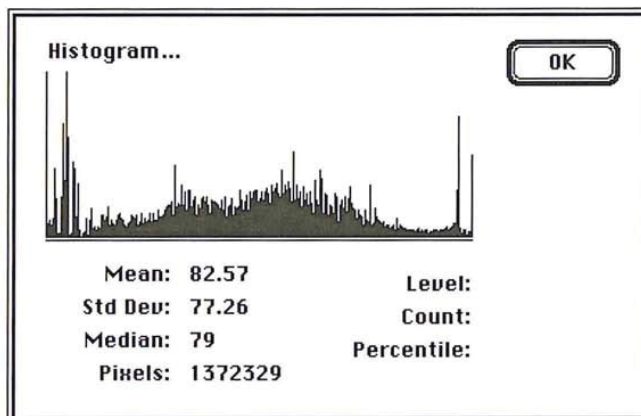 Histogram...
OK
Mean: 82.57
Std Dev: 77.26
Median: 79
Pixels: 1372329
Level:
Count:
Percentile: